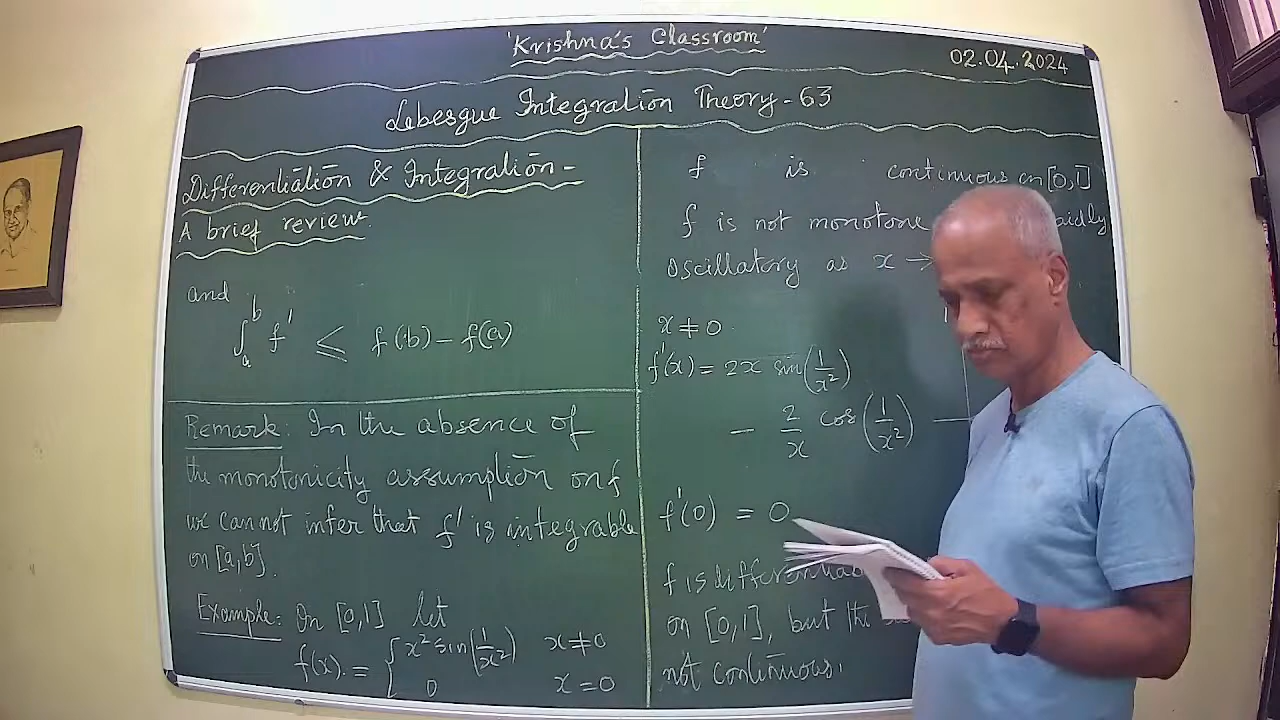 'Krishna's Classroom'
02.04.2024
Lebesgue Integration Theory - 63
Differentiation & Integration -
A brief review.
and
∫_a^b f' ≤ f(b) - f(a)
Remark: In the absence of
the monotonicity assumption on f
we cannot infer that f' is integrable
on [a,b].
Example: On [0,1] let
f(x) = { x² sin(1/x²) x ≠ 0
0 x = 0
f is continuous on [0,1]
f is not monotone
oscillatory as x →
x ≠ 0.
f'(x) = 2x sin(1/x²)
- 2/x cos(1/x²)
f'(0) = 0
f is
on [0,1], but the
not continuous.